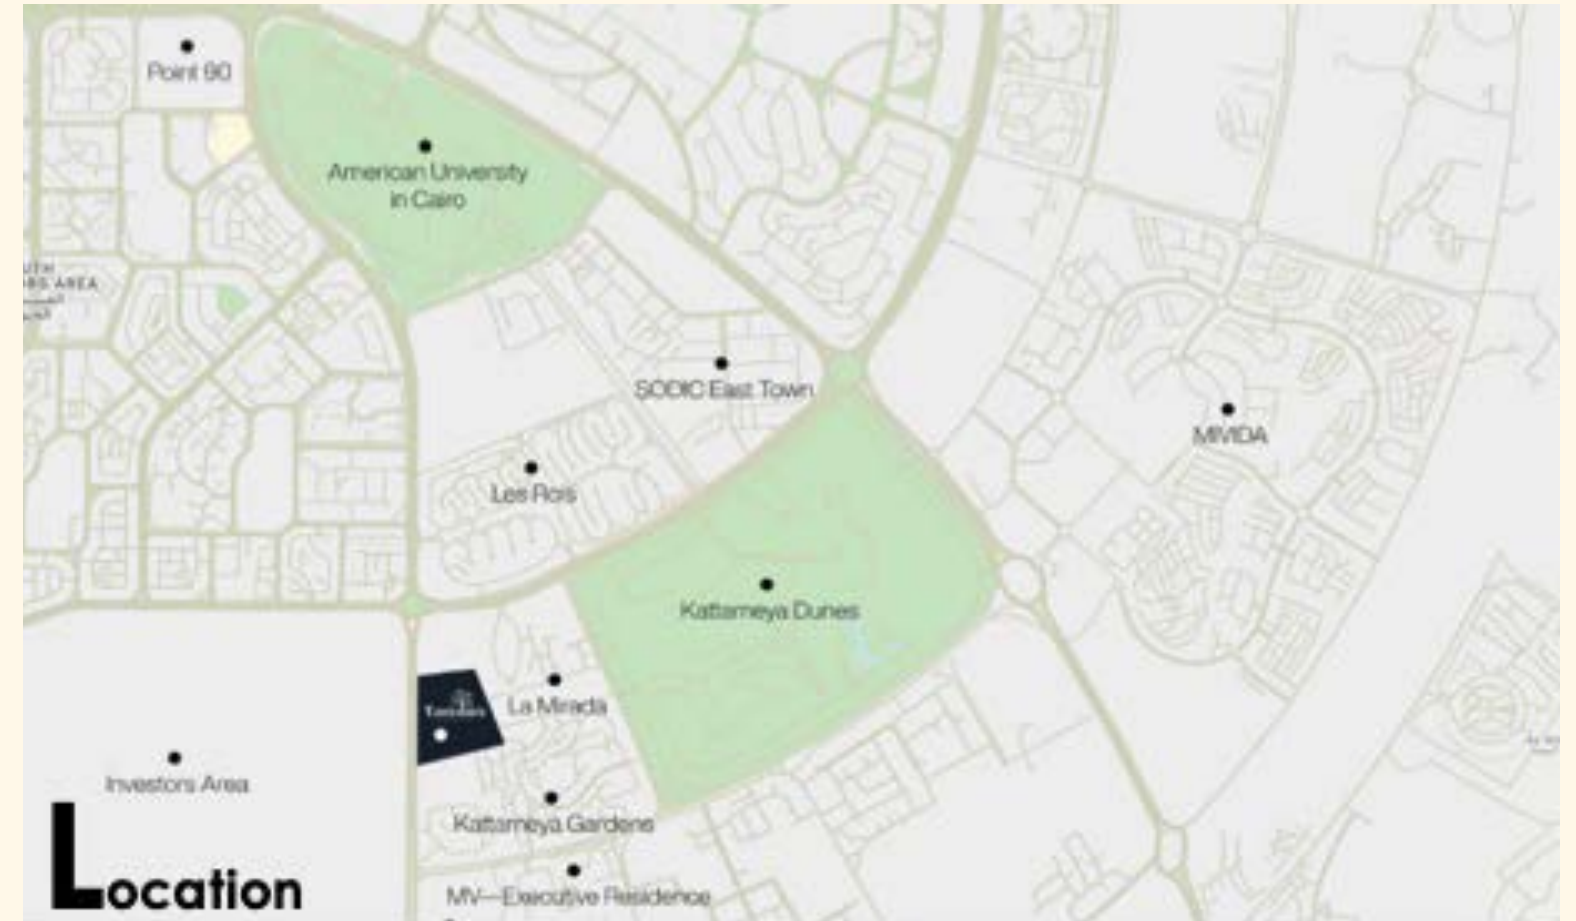 Point 90
American University
in Cairo
SODIC East Town
MIVIDA
Les Rois
Kattameya Dunes
La Mirada
Investors Area
Kattameya Gardens
MV—Executive Residence
Location